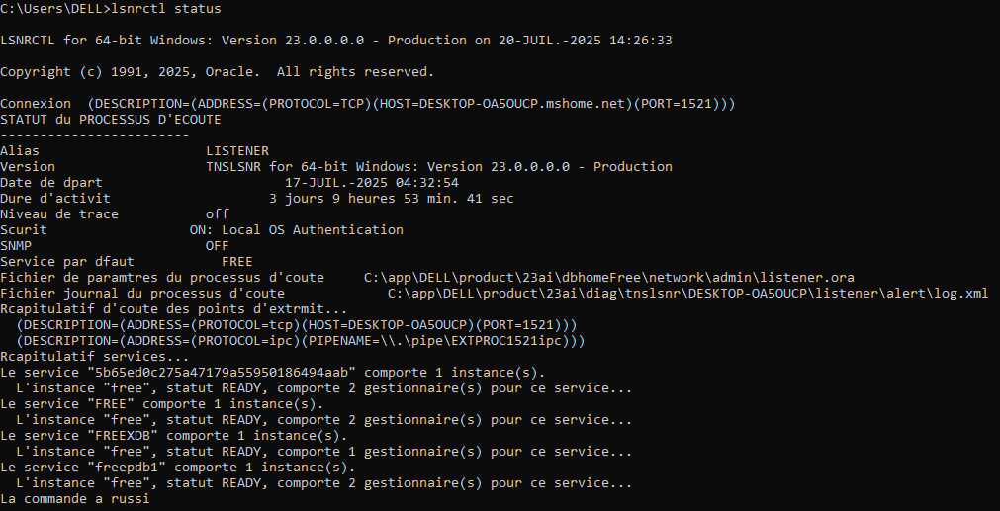 C:\Users\DELL>lsnrctl status
LSNRCTL for 64-bit Windows: Version 23.0.0.0.0 - Production on 20-JUIL.-2025 14:26:33
Copyright (c) 1991, 2025, Oracle.  All rights reserved.
Connexion  (DESCRIPTION=(ADDRESS=(PROTOCOL=TCP)(HOST=DESKTOP-OA5OUCP.mshome.net)(PORT=1521)))
STATUT du PROCESSUS D'ECOUTE
------------------------
Alias                     LISTENER
Version                   TNSLSNR for 64-bit Windows: Version 23.0.0.0.0 - Production
Date de dpart                       17-JUIL.-2025 04:32:54
Dure d'activit                    3 jours 9 heures 53 min. 41 sec
Niveau de trace           off
Scurit                  ON: Local OS Authentication
SNMP                      OFF
Service par dfaut           FREE
Fichier de paramtres du processus d'coute     C:\app\DELL\product\23ai\dbhomeFree\network\admin\listener.ora
Fichier journal du processus d'coute             C:\app\DELL\product\23ai\diag\tnslsnr\DESKTOP-OA5OUCP\listener\alert\log.xml
Rcapitulatif d'coute des points d'extrmit...
  (DESCRIPTION=(ADDRESS=(PROTOCOL=tcp)(HOST=DESKTOP-OA5OUCP)(PORT=1521)))
  (DESCRIPTION=(ADDRESS=(PROTOCOL=ipc)(PIPENAME=\\.\pipe\EXTPROC1521ipc)))
Rcapitulatif services...
Le service "5b65ed0c275a47179a55950186494aab" comporte 1 instance(s).
  L'instance "free", statut READY, comporte 2 gestionnaire(s) pour ce service...
Le service "FREE" comporte 1 instance(s).
  L'instance "free", statut READY, comporte 2 gestionnaire(s) pour ce service...
Le service "FREEXDB" comporte 1 instance(s).
  L'instance "free", statut READY, comporte 1 gestionnaire(s) pour ce service...
Le service "freepdb1" comporte 1 instance(s).
  L'instance "free", statut READY, comporte 2 gestionnaire(s) pour ce service...
La commande a russi